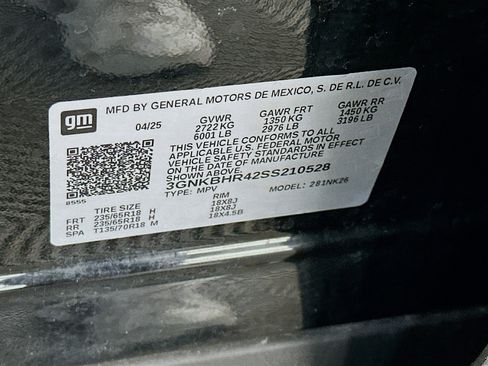 gm
MFD BY GENERAL MOTORS DE MEXICO, S. DE R.L. DE C.V.
04/25 GVWR GAWR FRT GAWR RR
2722 KG 1350 KG 1450 KG
6001 LB 2976 LB 3196 LB
THIS VEHICLE CONFORMS TO ALL
APPLICABLE U.S. FEDERAL MOTOR
VEHICLE SAFETY STANDARDS IN EFFECT
ON THE DATE OF MANUFACTURE
SHOWN ABOVE.
3GNKBHR42SS210528
TYPE: MPV MODEL: 281NK26
8555
TIRE SIZE RIM
FRT 235/65R18 H 18X8J
RR 235/65R18 H 18X8J
SPA T135/70R18 M 18X4.5B